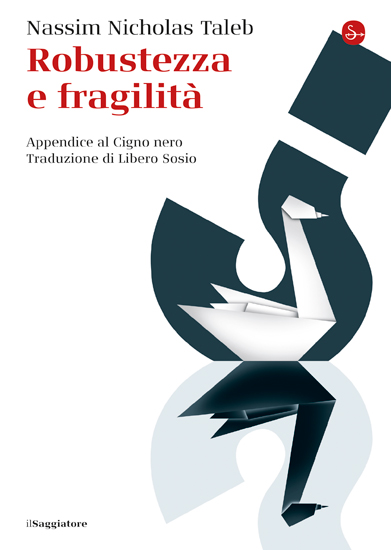 Nassim Nicholas Taleb
Robustezza
e fragilità
Appendice al Cigno nero
Traduzione di Libero Sosio
ilSaggiatore